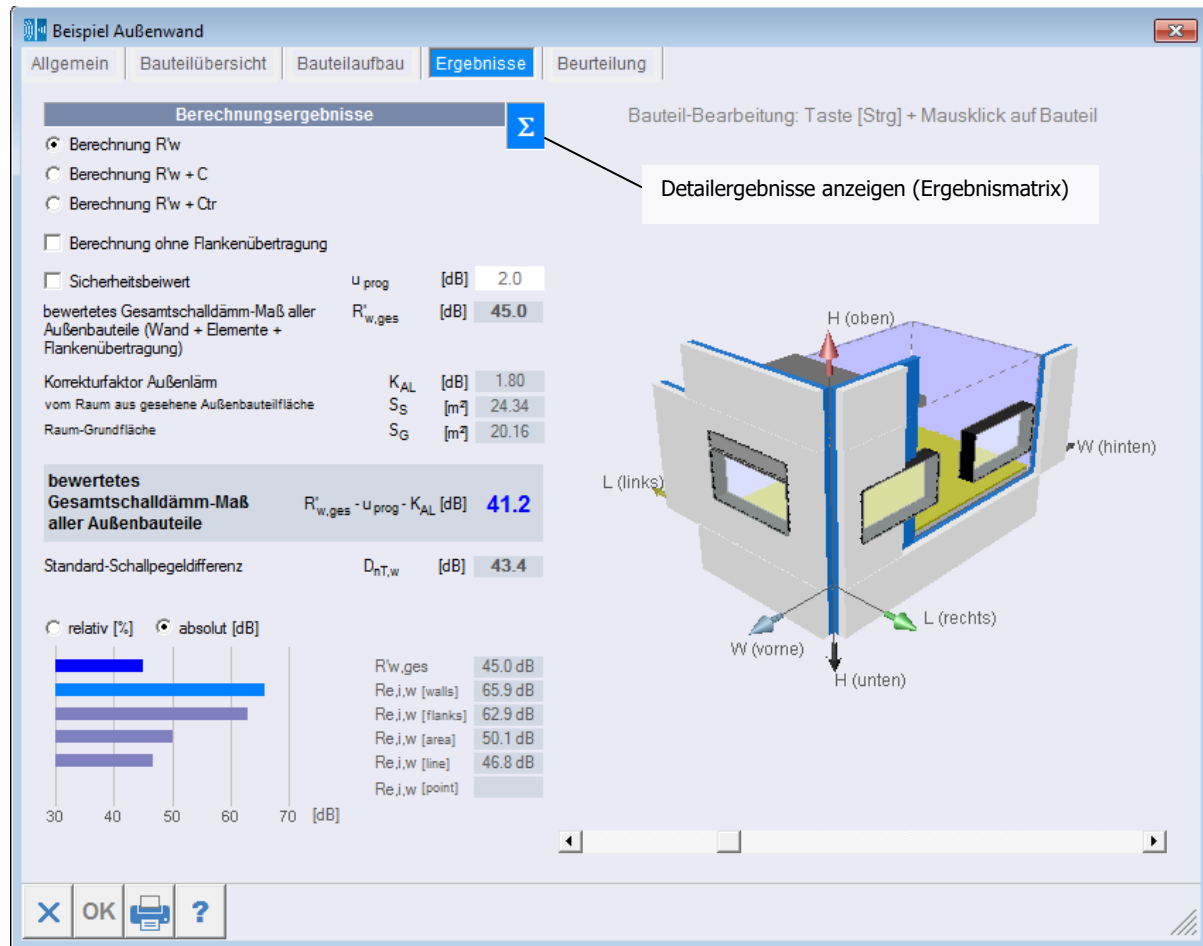 Beispiel Außenwand
Allgemein Bauteilübersicht Bauteilaufbau Ergebnisse Beurteilung
Berechnungsergebnisse Σ
Bauteil-Bearbeitung: Taste [Strg] + Mausklick auf Bauteil
Berechnung R'w
Berechnung R'w + C
Berechnung R'w + Ctr
Detailergebnisse anzeigen (Ergebnismatrix)
Berechnung ohne Flankenübertragung
Sicherheitsbeiwert u prog [dB] 2.0
bewertetes Gesamtschalldämm-Maß aller R'w,ges [dB] 45.0
Außenbauteile (Wand + Elemente +
Flankenübertragung)
Korrekturfaktor Außenlärm KAL [dB] 1.80
vom Raum aus gesehene Außenbauteilfläche SS [m²] 24.34
Raum-Grundfläche SG [m²] 20.16
bewertetes
Gesamtschalldämm-Maß R'w,ges - uprog - KAL [dB] 41.2
aller Außenbauteile
Standard-Schallpegeldifferenz DnT,w [dB] 43.4
relativ [%] absolut [dB]
R'w,ges 45.0 dB
Re,i,w [walls] 65.9 dB
Re,i,w [flanks] 62.9 dB
Re,i,w [area] 50.1 dB
Re,i,w [line] 46.8 dB
Re,i,w [point]
30 40 50 60 70 [dB]
H (oben)
W (hinten)
L (links)
L (rechts)
W (vorne)
H (unten)
OK ?